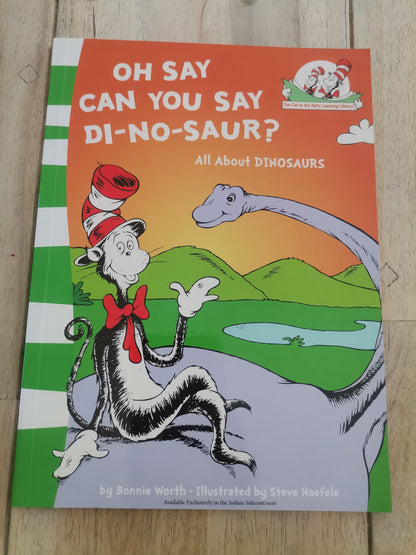 OH SAY
CAN YOU SAY
DI-NO-SAUR?
All About DINOSAURS
The Cat in the Hat's Learning Library
by Bonnie Worth • Illustrated by Steve Haefele
Available Exclusively in the Indian Subcontinent